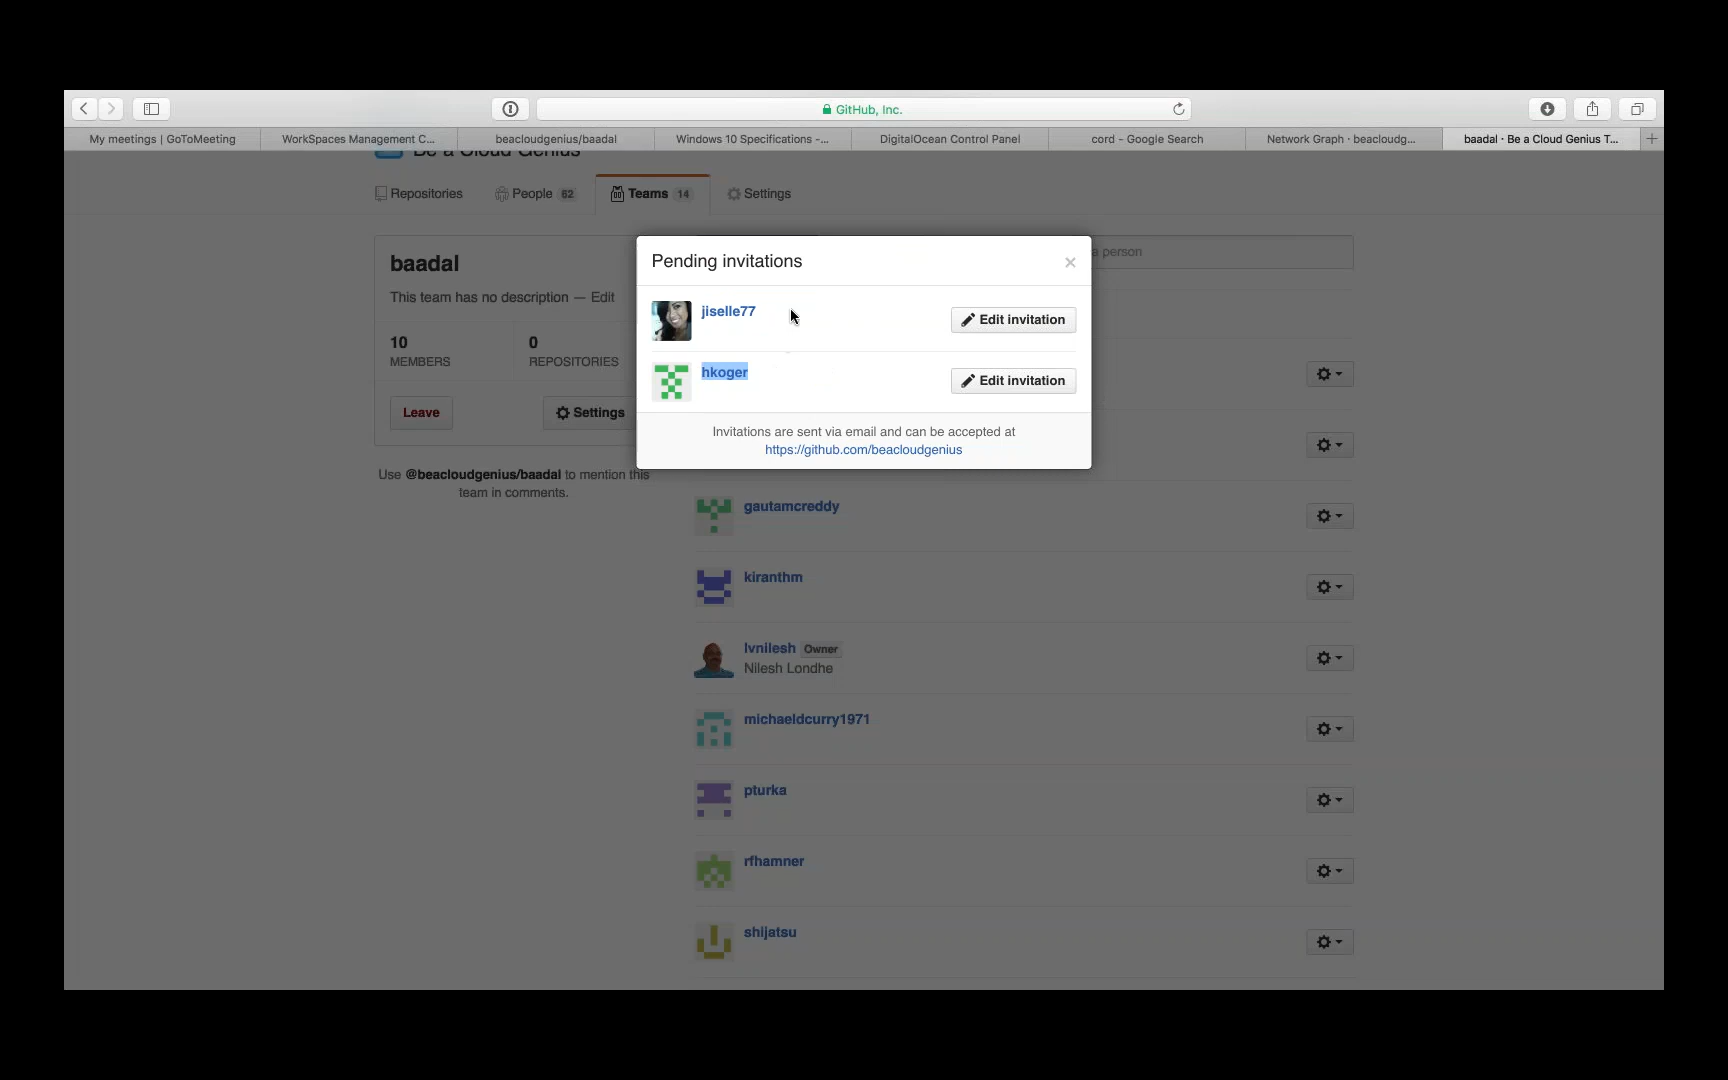 GitHub, Inc.
My meetings | GoToMeeting
WorkSpaces Management C...
beacloudgenius/baadal
Windows 10 Specifications -...
DigitalOcean Control Panel
cord - Google Search
Network Graph · beacloudg...
baadal · Be a Cloud Genius T...
Be a Cloud Genius
Repositories
People 62
Teams 14
Settings
baadal
This team has no description — Edit
10
MEMBERS
0
REPOSITORIES
Leave
Settings
Use @beacloudgenius/baadal to mention this
team in comments.
Pending invitations
jiselle77
Edit invitation
hkoger
Edit invitation
Invitations are sent via email and can be accepted at
https://github.com/beacloudgenius
person
gautamcreddy
kiranthm
lvnilesh Owner
Nilesh Londhe
michaeldcurry1971
pturka
rfhamner
shijatsu